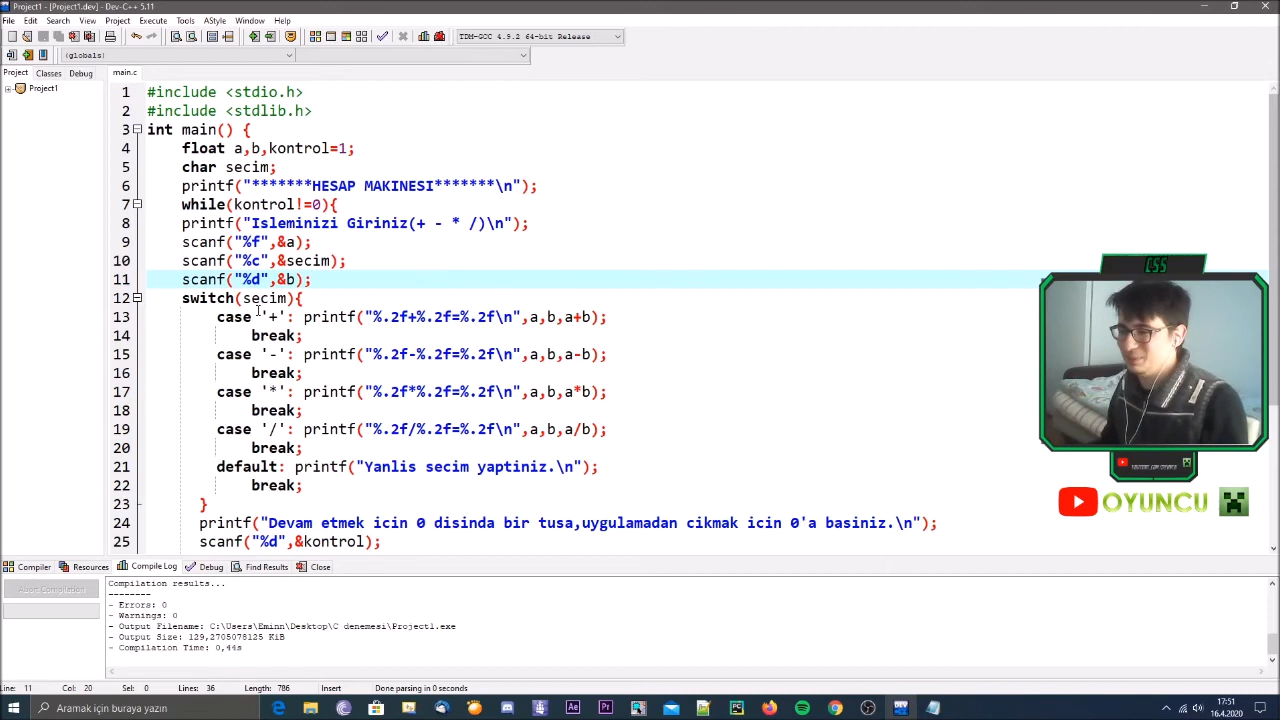 Project1 - [Project1.dev] - Dev-C++ 5.11
File Edit Search View Project Execute Tools AStyle Window Help
TDM-GCC 4.9.2 64-bit Release
(globals)
Project Classes Debug
main.c
Project1
1 #include <stdio.h>
2 #include <stdlib.h>
3 int main() {
4 float a,b,kontrol=1;
5 char secim;
6 printf("*******HESAP MAKINESI*******\n");
7 while(kontrol!=0){
8 printf("Isleminizi Giriniz(+ - * /)\n");
9 scanf("%f",&a);
10 scanf("%c",&secim);
11 scanf("%d",&b);
12 switch(secim){
13 case '+': printf("%.2f+%.2f=%.2f\n",a,b,a+b);
14 break;
15 case '-': printf("%.2f-%.2f=%.2f\n",a,b,a-b);
16 break;
17 case '*': printf("%.2f*%.2f=%.2f\n",a,b,a*b);
18 break;
19 case '/': printf("%.2f/%.2f=%.2f\n",a,b,a/b);
20 break;
21 default: printf("Yanlis secim yaptiniz.\n");
22 break;
23 }
24 printf("Devam etmek icin 0 disinda bir tusa,uygulamadan cikmak icin 0'a basiniz.\n");
25 scanf("%d",&kontrol);
CSS
OYUNCU
Compiler Resources Compile Log Debug Find Results Close
Abort Compilation
Compilation results...
--------
- Errors: 0
- Warnings: 0
- Output Filename: C:\Users\Eminn\Desktop\C denemesi\Project1.exe
- Output Size: 129,2705078125 KiB
- Compilation Time: 0,44s
Line: 11 Col: 20 Sel: 0 Lines: 36 Length: 786 Insert Done parsing in 0 seconds
Aramak için buraya yazın
Ae
Pr
17:51
16.4.2020